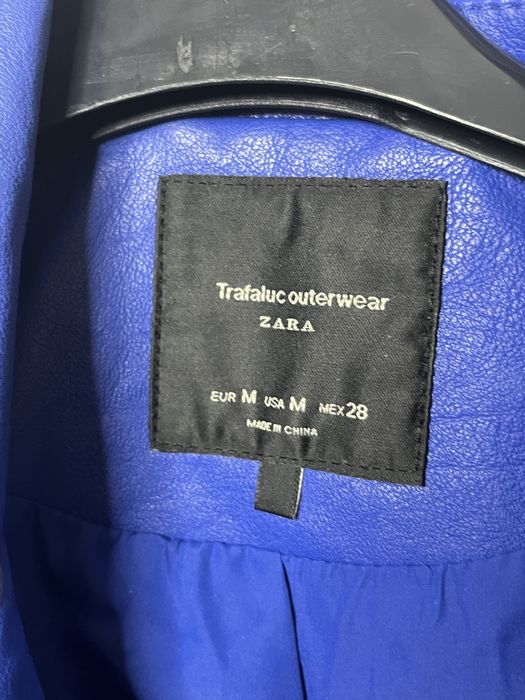 Trafaluc outerwear
ZARA
EUR M USA M MEX 28
MADE IN CHINA